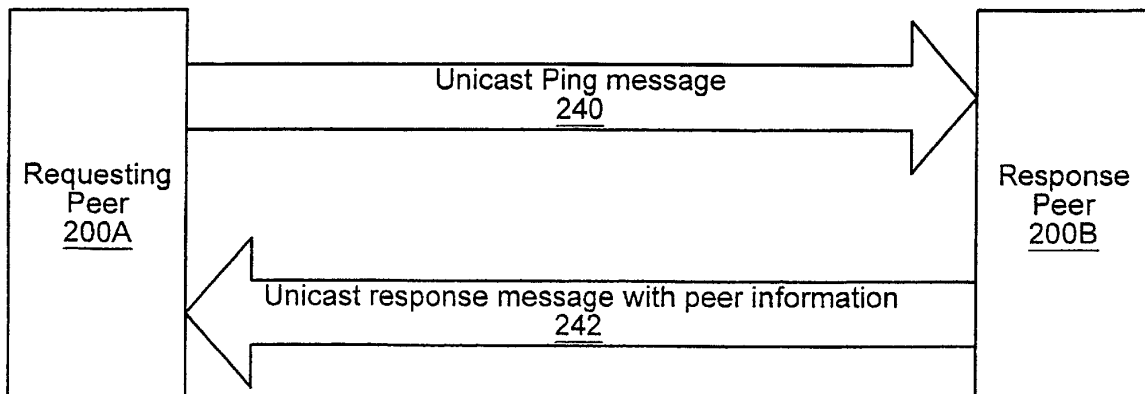 Unicast Ping message
240
Requesting
Peer
200A
Response
Peer
200B
Unicast response message with peer information
242